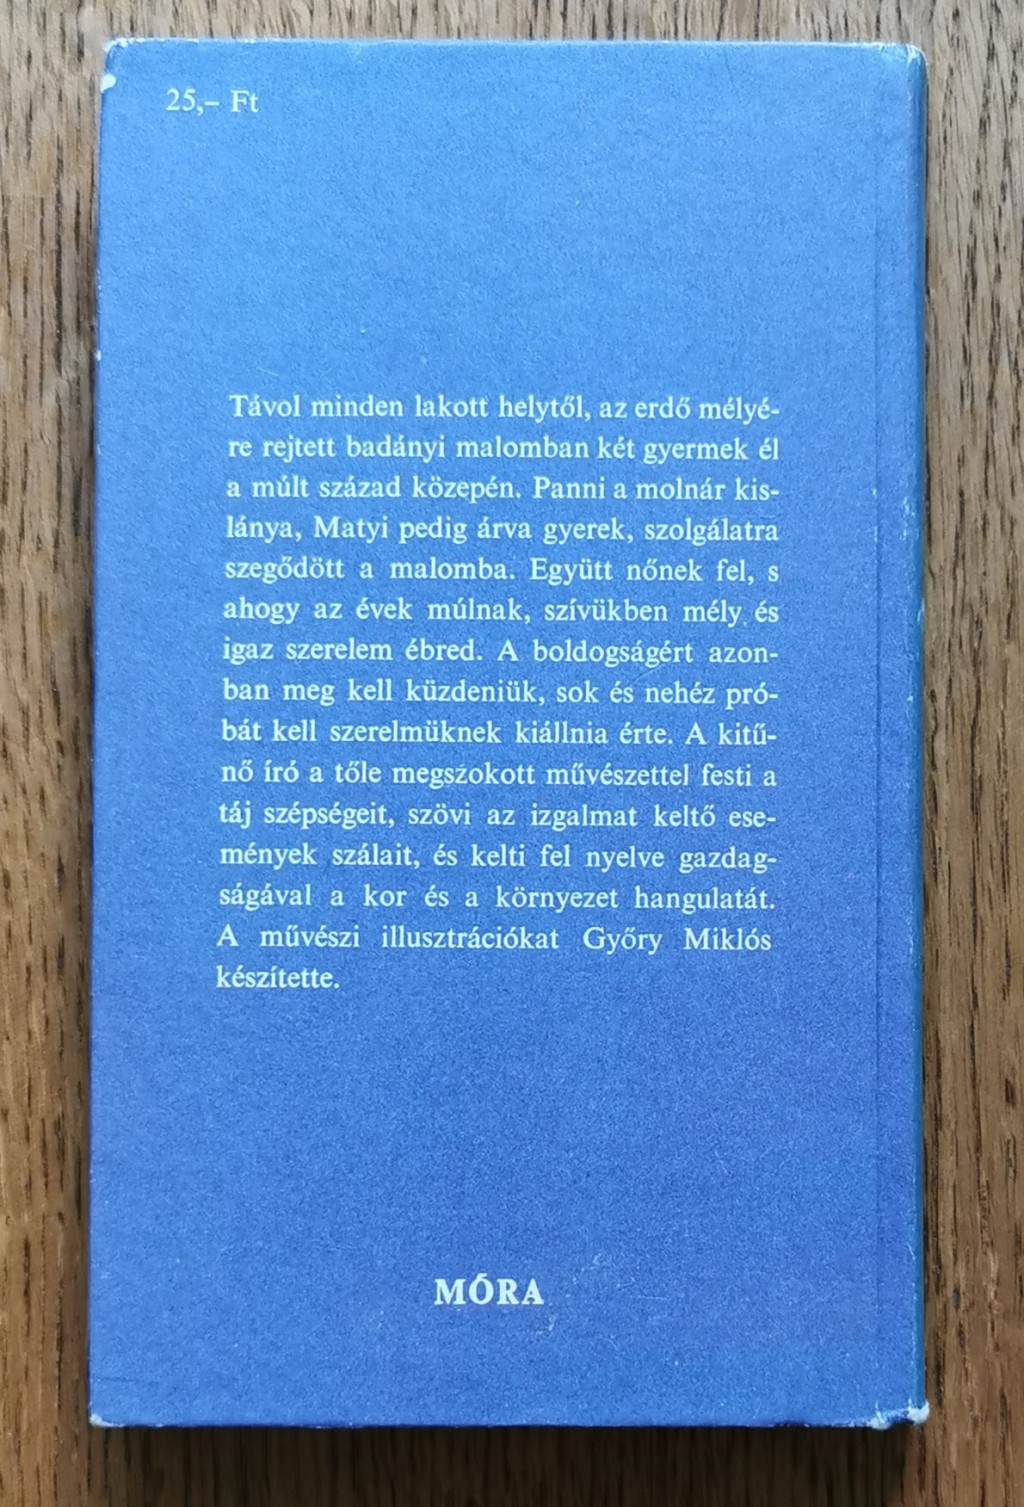 25,– Ft
Távol minden lakott helytől, az erdő mélyé-
re rejtett badányi malomban két gyermek él
a múlt század közepén. Panni a molnár kis-
lánya, Matyi pedig árva gyerek, szolgálatra
szegődött a malomba. Együtt nőnek fel, s
ahogy az évek múlnak, szívükben mély és
igaz szerelem ébred. A boldogságért azon-
ban meg kell küzdeniük, sok és nehéz pró-
bát kell szerelmüknek kiállnia érte. A kitű-
nő író a tőle megszokott művészettel festi a
táj szépségeit, szövi az izgalmat keltő ese-
mények szálait, és kelti fel nyelve gazdag-
ságával a kor és a környezet hangulatát.
A művészi illusztrációkat Győry Miklós
készítette.
MÓRA